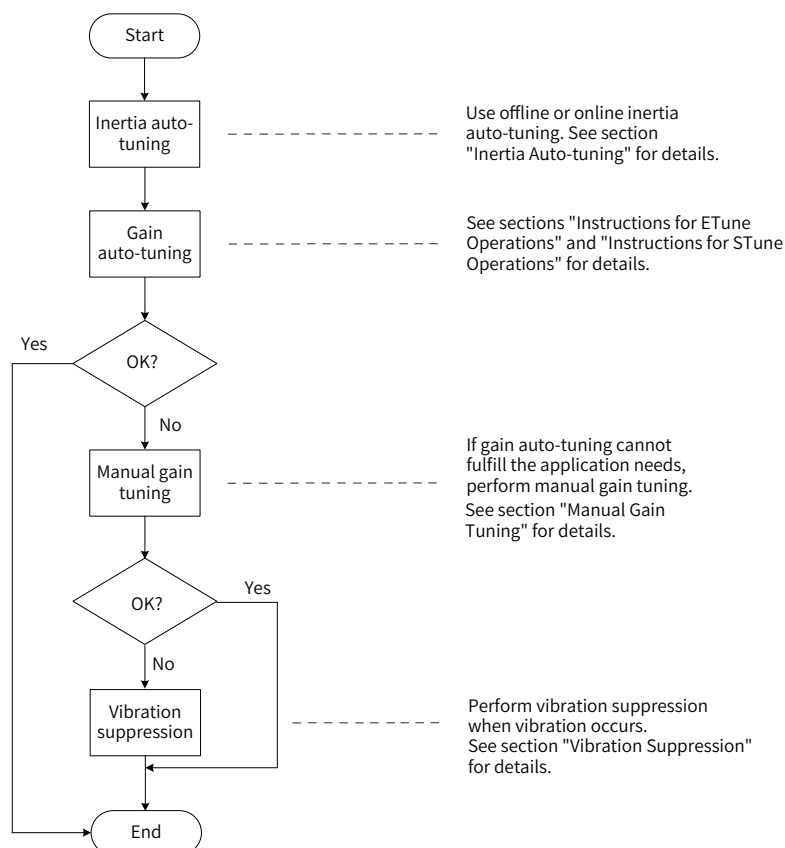 Start
Inertia auto-
tuning
Use offline or online inertia
auto-tuning. See section
"Inertia Auto-tuning" for details.
Gain
auto-tuning
See sections "Instructions for ETune
Operations" and "Instructions for STune
Operations" for details.
Yes
OK?
No
Manual gain
tuning
If gain auto-tuning cannot
fulfill the application needs,
perform manual gain tuning.
See section "Manual Gain
Tuning" for details.
Yes
OK?
No
Vibration
suppression
Perform vibration suppression
when vibration occurs.
See section "Vibration Suppression"
for details.
End